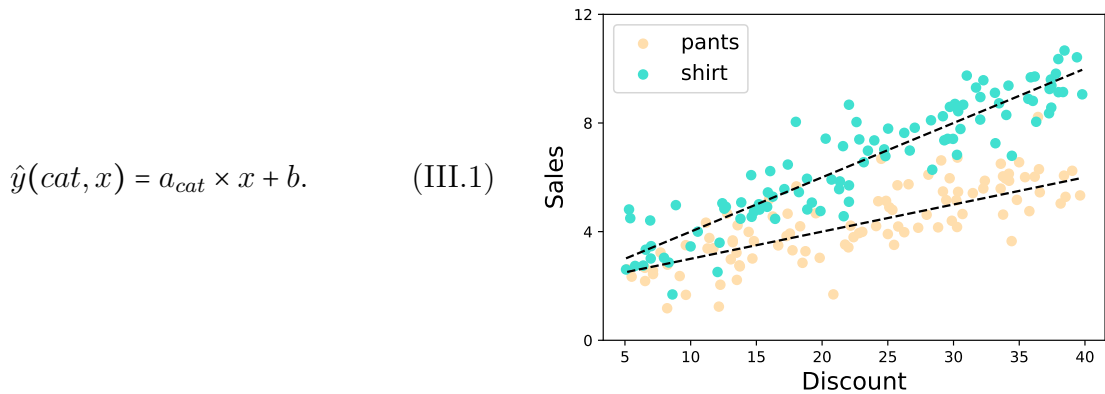 ŷ(cat, x) = a_cat × x + b. (III.1)
12
pants
shirt
8
Sales
4
0
5 10 15 20 25 30 35 40
Discount